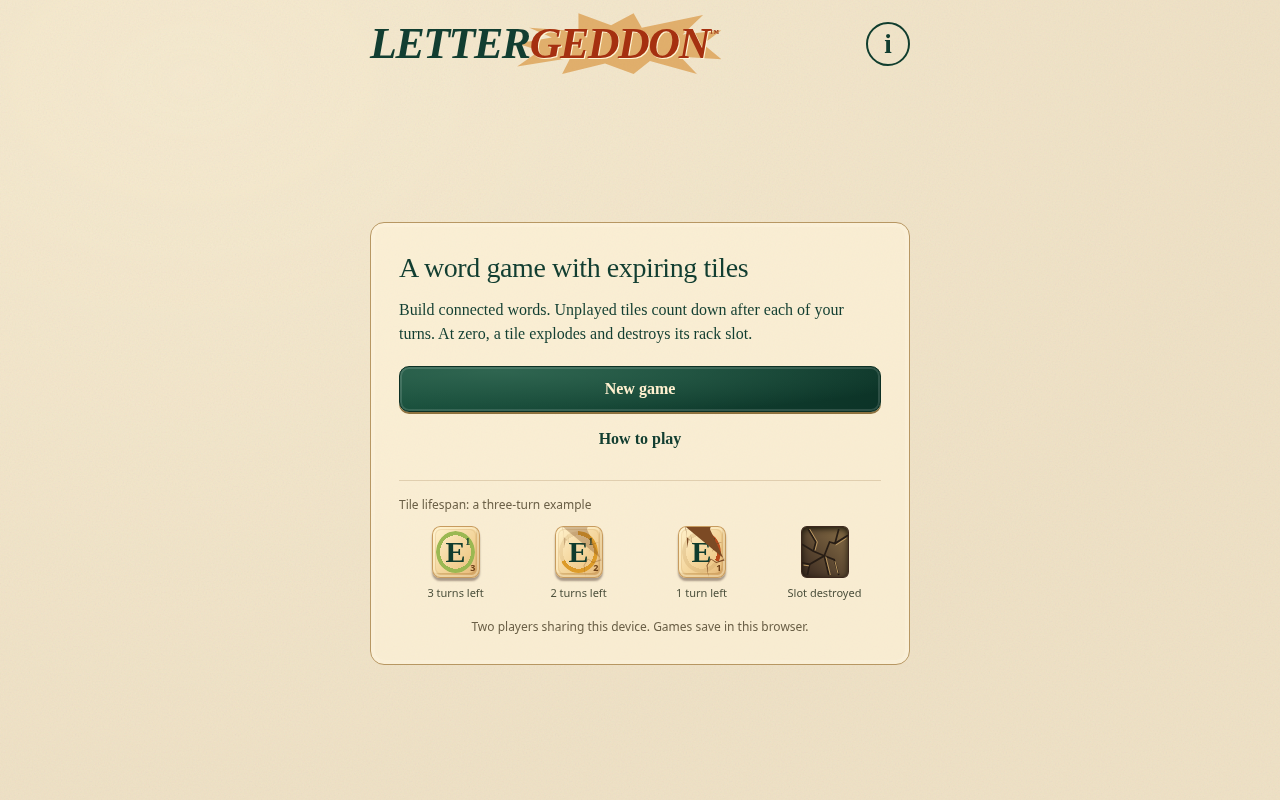 LETTERGEDDON™
i
A word game with expiring tiles
Build connected words. Unplayed tiles count down after each of your
turns. At zero, a tile explodes and destroys its rack slot.
New game
How to play
Tile lifespan: a three-turn example
E 1 3
E 1 2
E 1
3 turns left
2 turns left
1 turn left
Slot destroyed
Two players sharing this device. Games save in this browser.